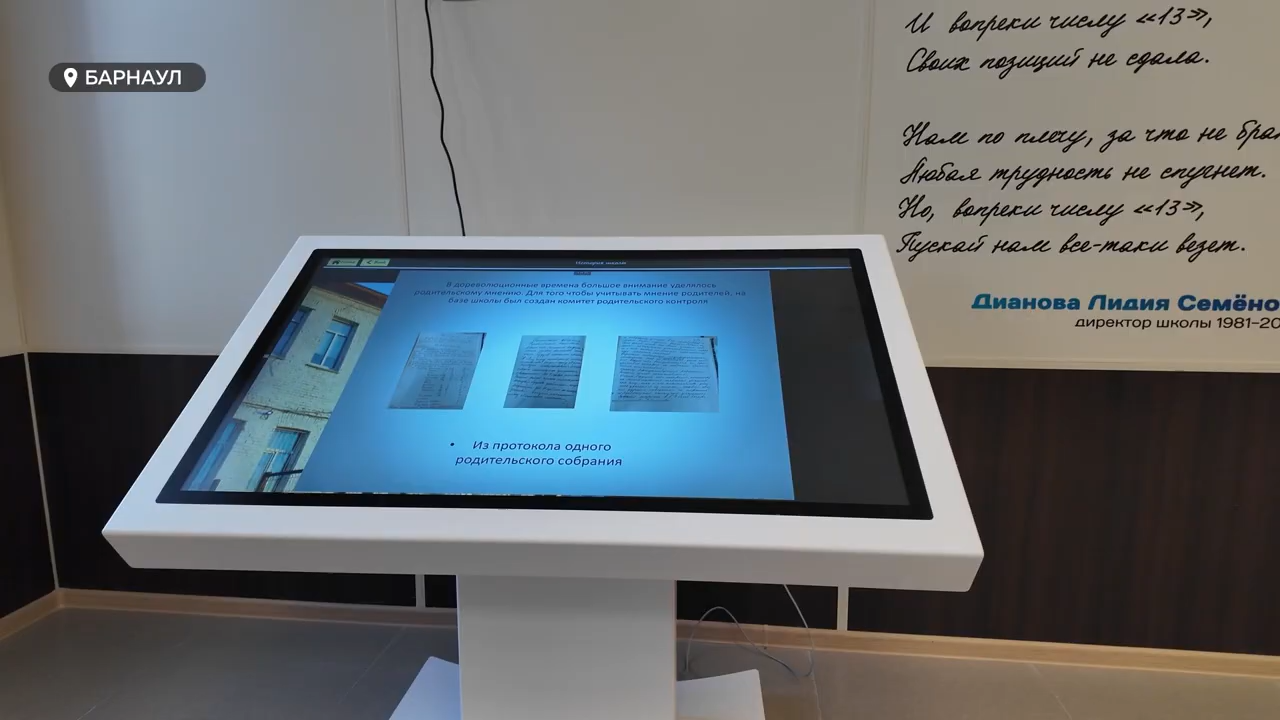 БАРНАУЛ
И вопреки числу «13»,
Своих позиций не сдала.
Нам по плечу, за что не бра
Любая трудность не спугнет.
Но, вопреки числу «13»,
Пускай нам все-таки везет.
Дианова Лидия Семёно
директор школы 1981-20
История школы
В дореволюционные времена большое внимание уделялось
родительскому мнению. Для того чтобы учитывать мнение родителей, на
базе школы был создан комитет родительского контроля
• Из протокола одного
родительского собрания